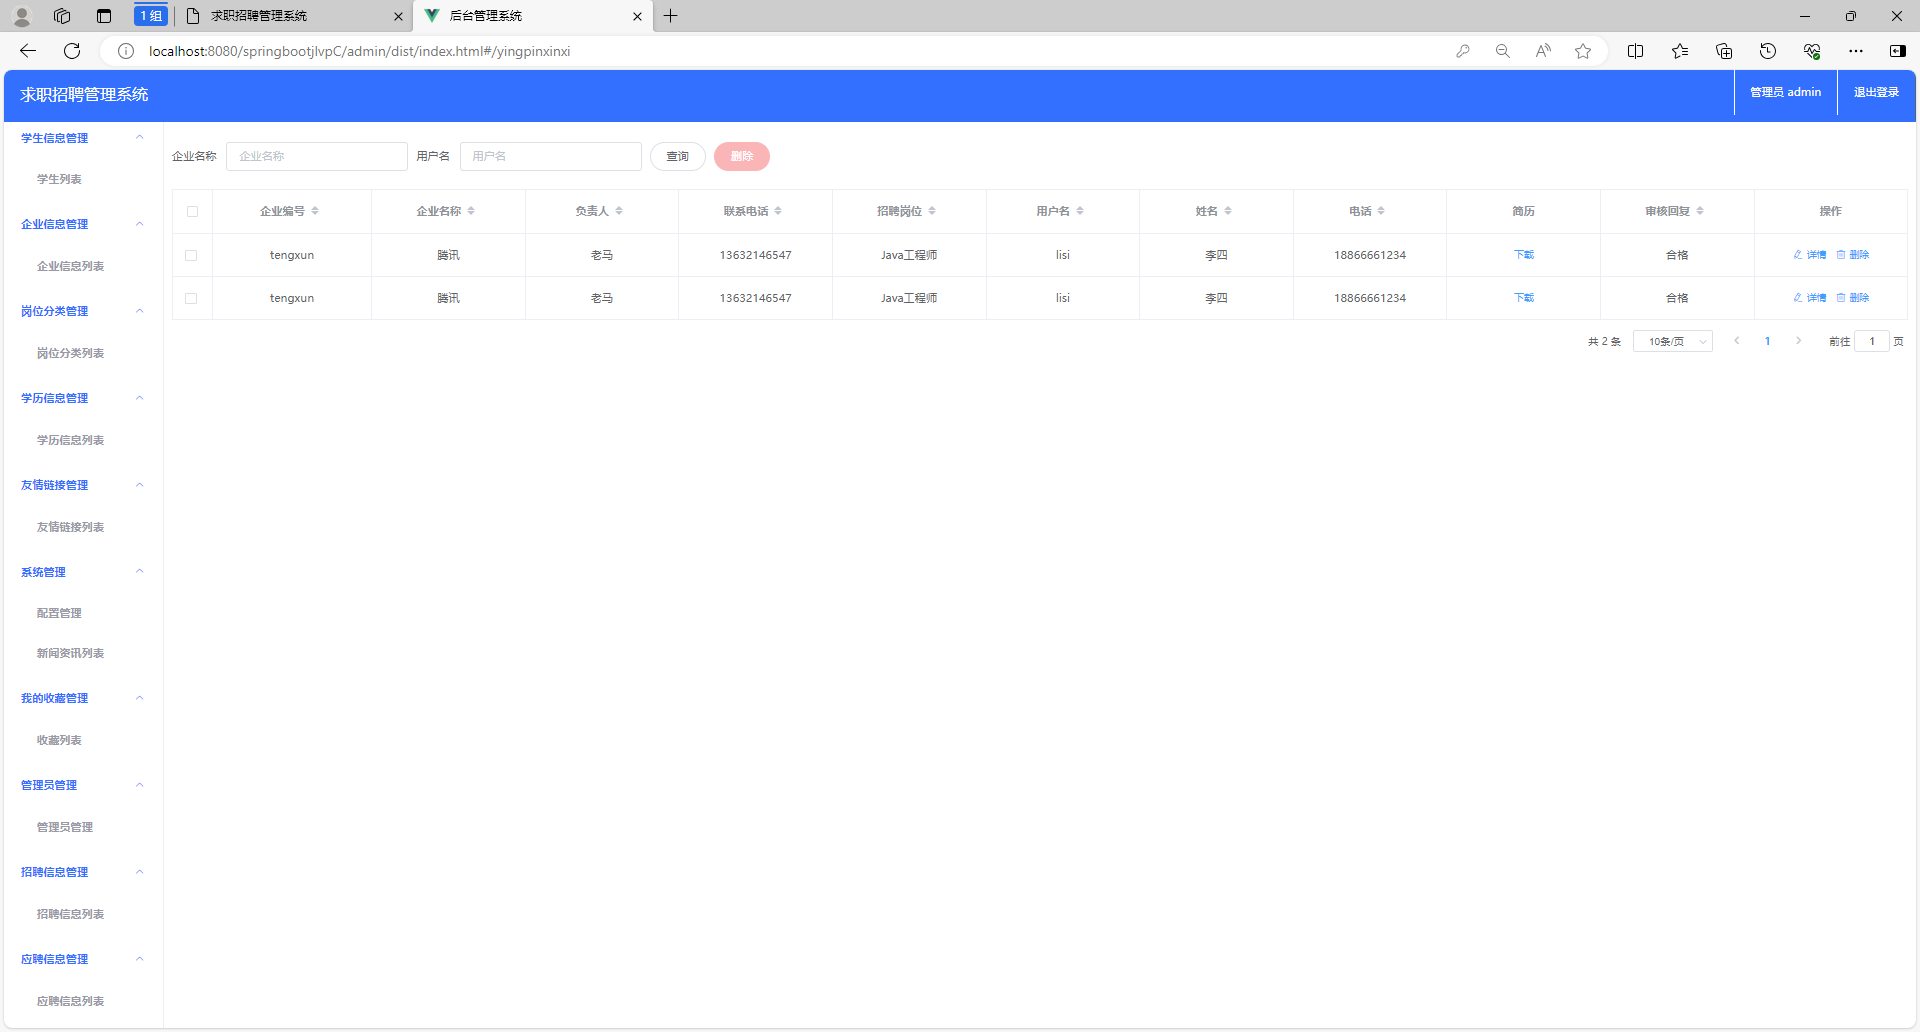 1 组
求职招聘管理系统
后台管理系统
localhost:8080/springbootjlvpC/admin/dist/index.html#/yingpinxinxi
求职招聘管理系统
管理员 admin
退出登录
学生信息管理
学生列表
企业信息管理
企业信息列表
岗位分类管理
岗位分类列表
学历信息管理
学历信息列表
友情链接管理
友情链接列表
系统管理
配置管理
新闻资讯列表
我的收藏管理
收藏列表
管理员管理
管理员管理
招聘信息管理
招聘信息列表
应聘信息管理
应聘信息列表
企业名称 企业名称 用户名 用户名 查询 删除
企业编号 企业名称 负责人 联系电话 招聘岗位 用户名 姓名 电话 简历 审核回复 操作
tengxun 腾讯 老马 13632146547 Java工程师 lisi 李四 18866661234 下载 合格 详情 删除
tengxun 腾讯 老马 13632146547 Java工程师 lisi 李四 18866661234 下载 合格 详情 删除
共 2 条 10条/页 1 前往 1 页